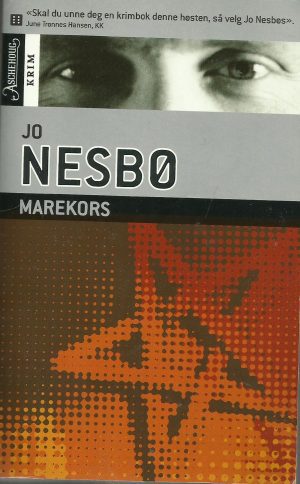 «Skal du unne deg en krimbok denne høsten, så velg Jo Nesbøs».
June Trønnes Hansen, KK
ASCHEHOUG
KRIM
JO
NESBØ
MAREKORS